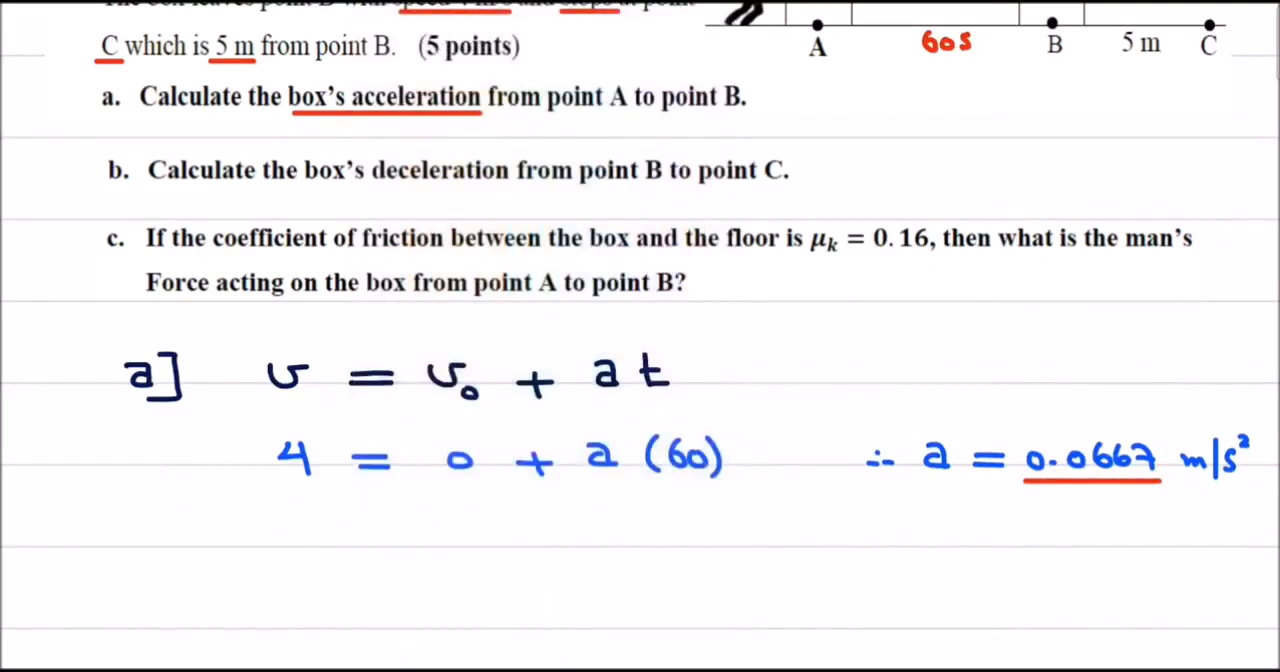 C which is 5 m from point B. (5 points)
A 60s B 5 m C
a. Calculate the box's acceleration from point A to point B.
b. Calculate the box's deceleration from point B to point C.
c. If the coefficient of friction between the box and the floor is μₖ = 0.16, then what is the man's
Force acting on the box from point A to point B?
a] v = v₀ + a t
4 = 0 + a (60) ∴ a = 0.0667 m/s²